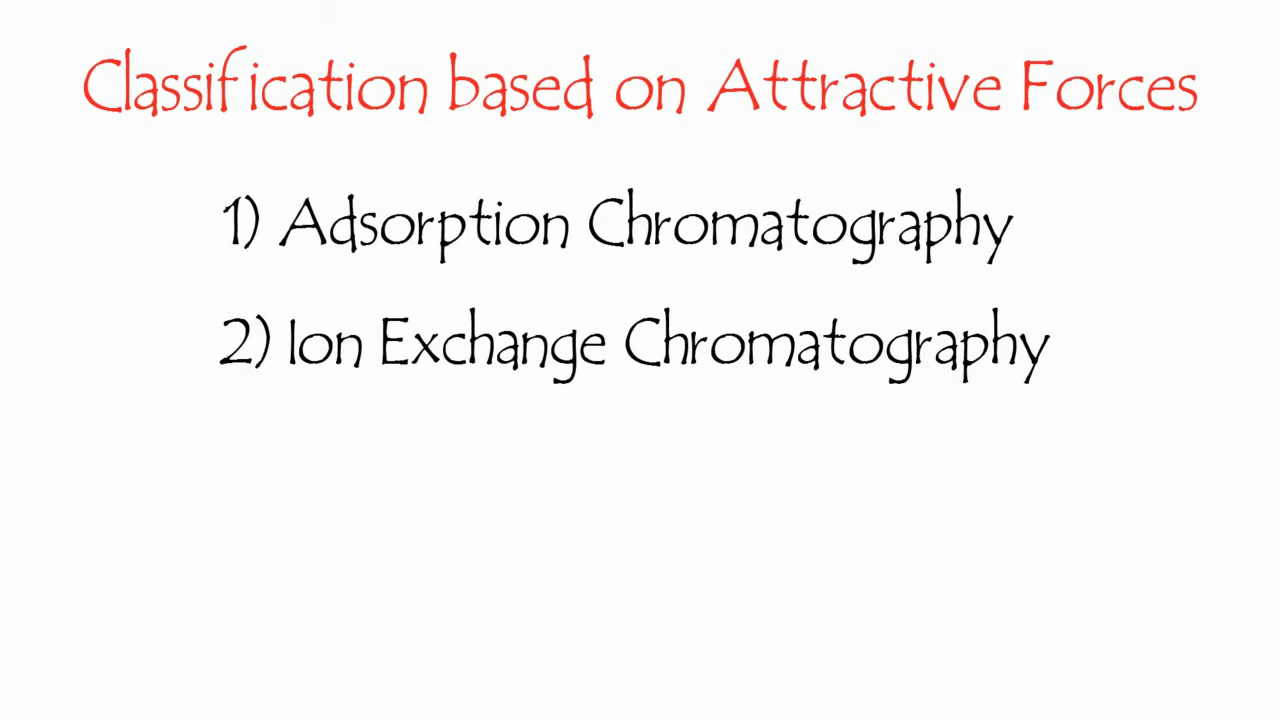 Classification based on Attractive Forces
1) Adsorption Chromatography
2) Ion Exchange Chromatography